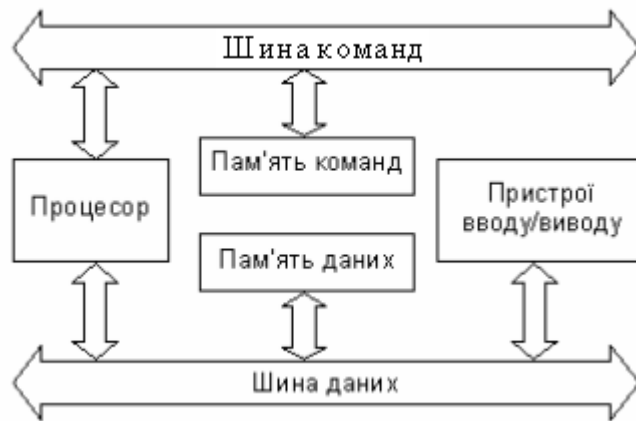 Шина команд
Пам'ять команд
Процесор
Пристрої
вводу/виводу
Пам'ять даних
Шина даних